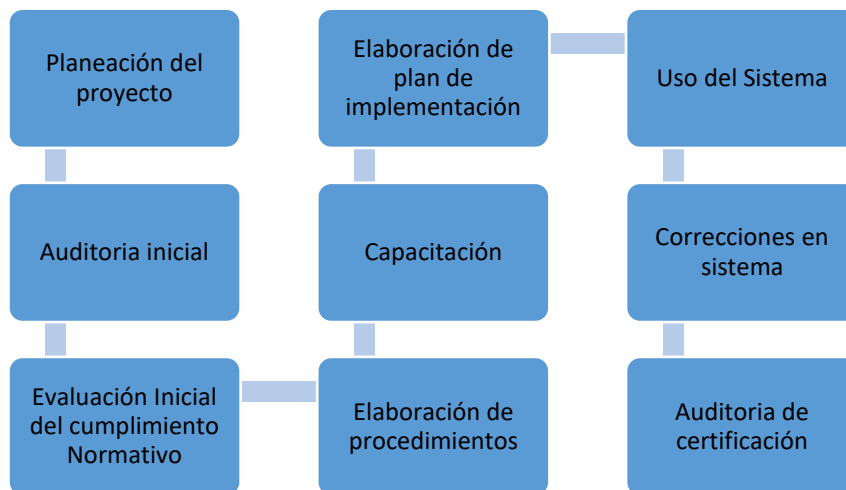 Planeación del
proyecto
Auditoria inicial
Evaluación Inicial
del cumplimiento
Normativo
Elaboración de
procedimientos
Capacitación
Elaboración de
plan de
implementación
Uso del Sistema
Correcciones en
sistema
Auditoria de
certificación